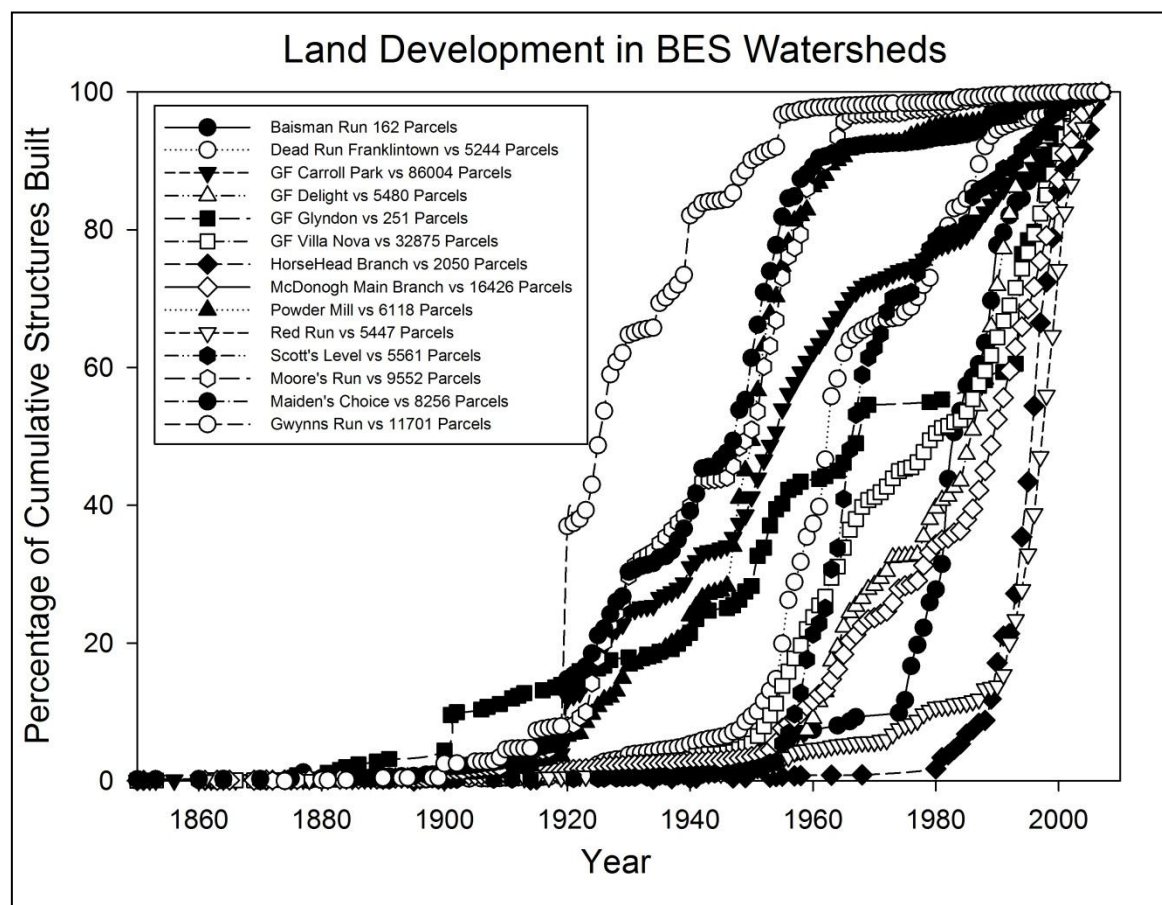 Land Development in BES Watersheds
Percentage of Cumulative Structures Built
100
80
60
40
20
0
Baisman Run 162 Parcels
Dead Run Franklintown vs 5244 Parcels
GF Carroll Park vs 86004 Parcels
GF Delight vs 5480 Parcels
GF Glyndon vs 251 Parcels
GF Villa Nova vs 32875 Parcels
HorseHead Branch vs 2050 Parcels
McDonogh Main Branch vs 16426 Parcels
Powder Mill vs 6118 Parcels
Red Run vs 5447 Parcels
Scott's Level vs 5561 Parcels
Moore's Run vs 9552 Parcels
Maiden's Choice vs 8256 Parcels
Gwynns Run vs 11701 Parcels
1860 1880 1900 1920 1940 1960 1980 2000
Year